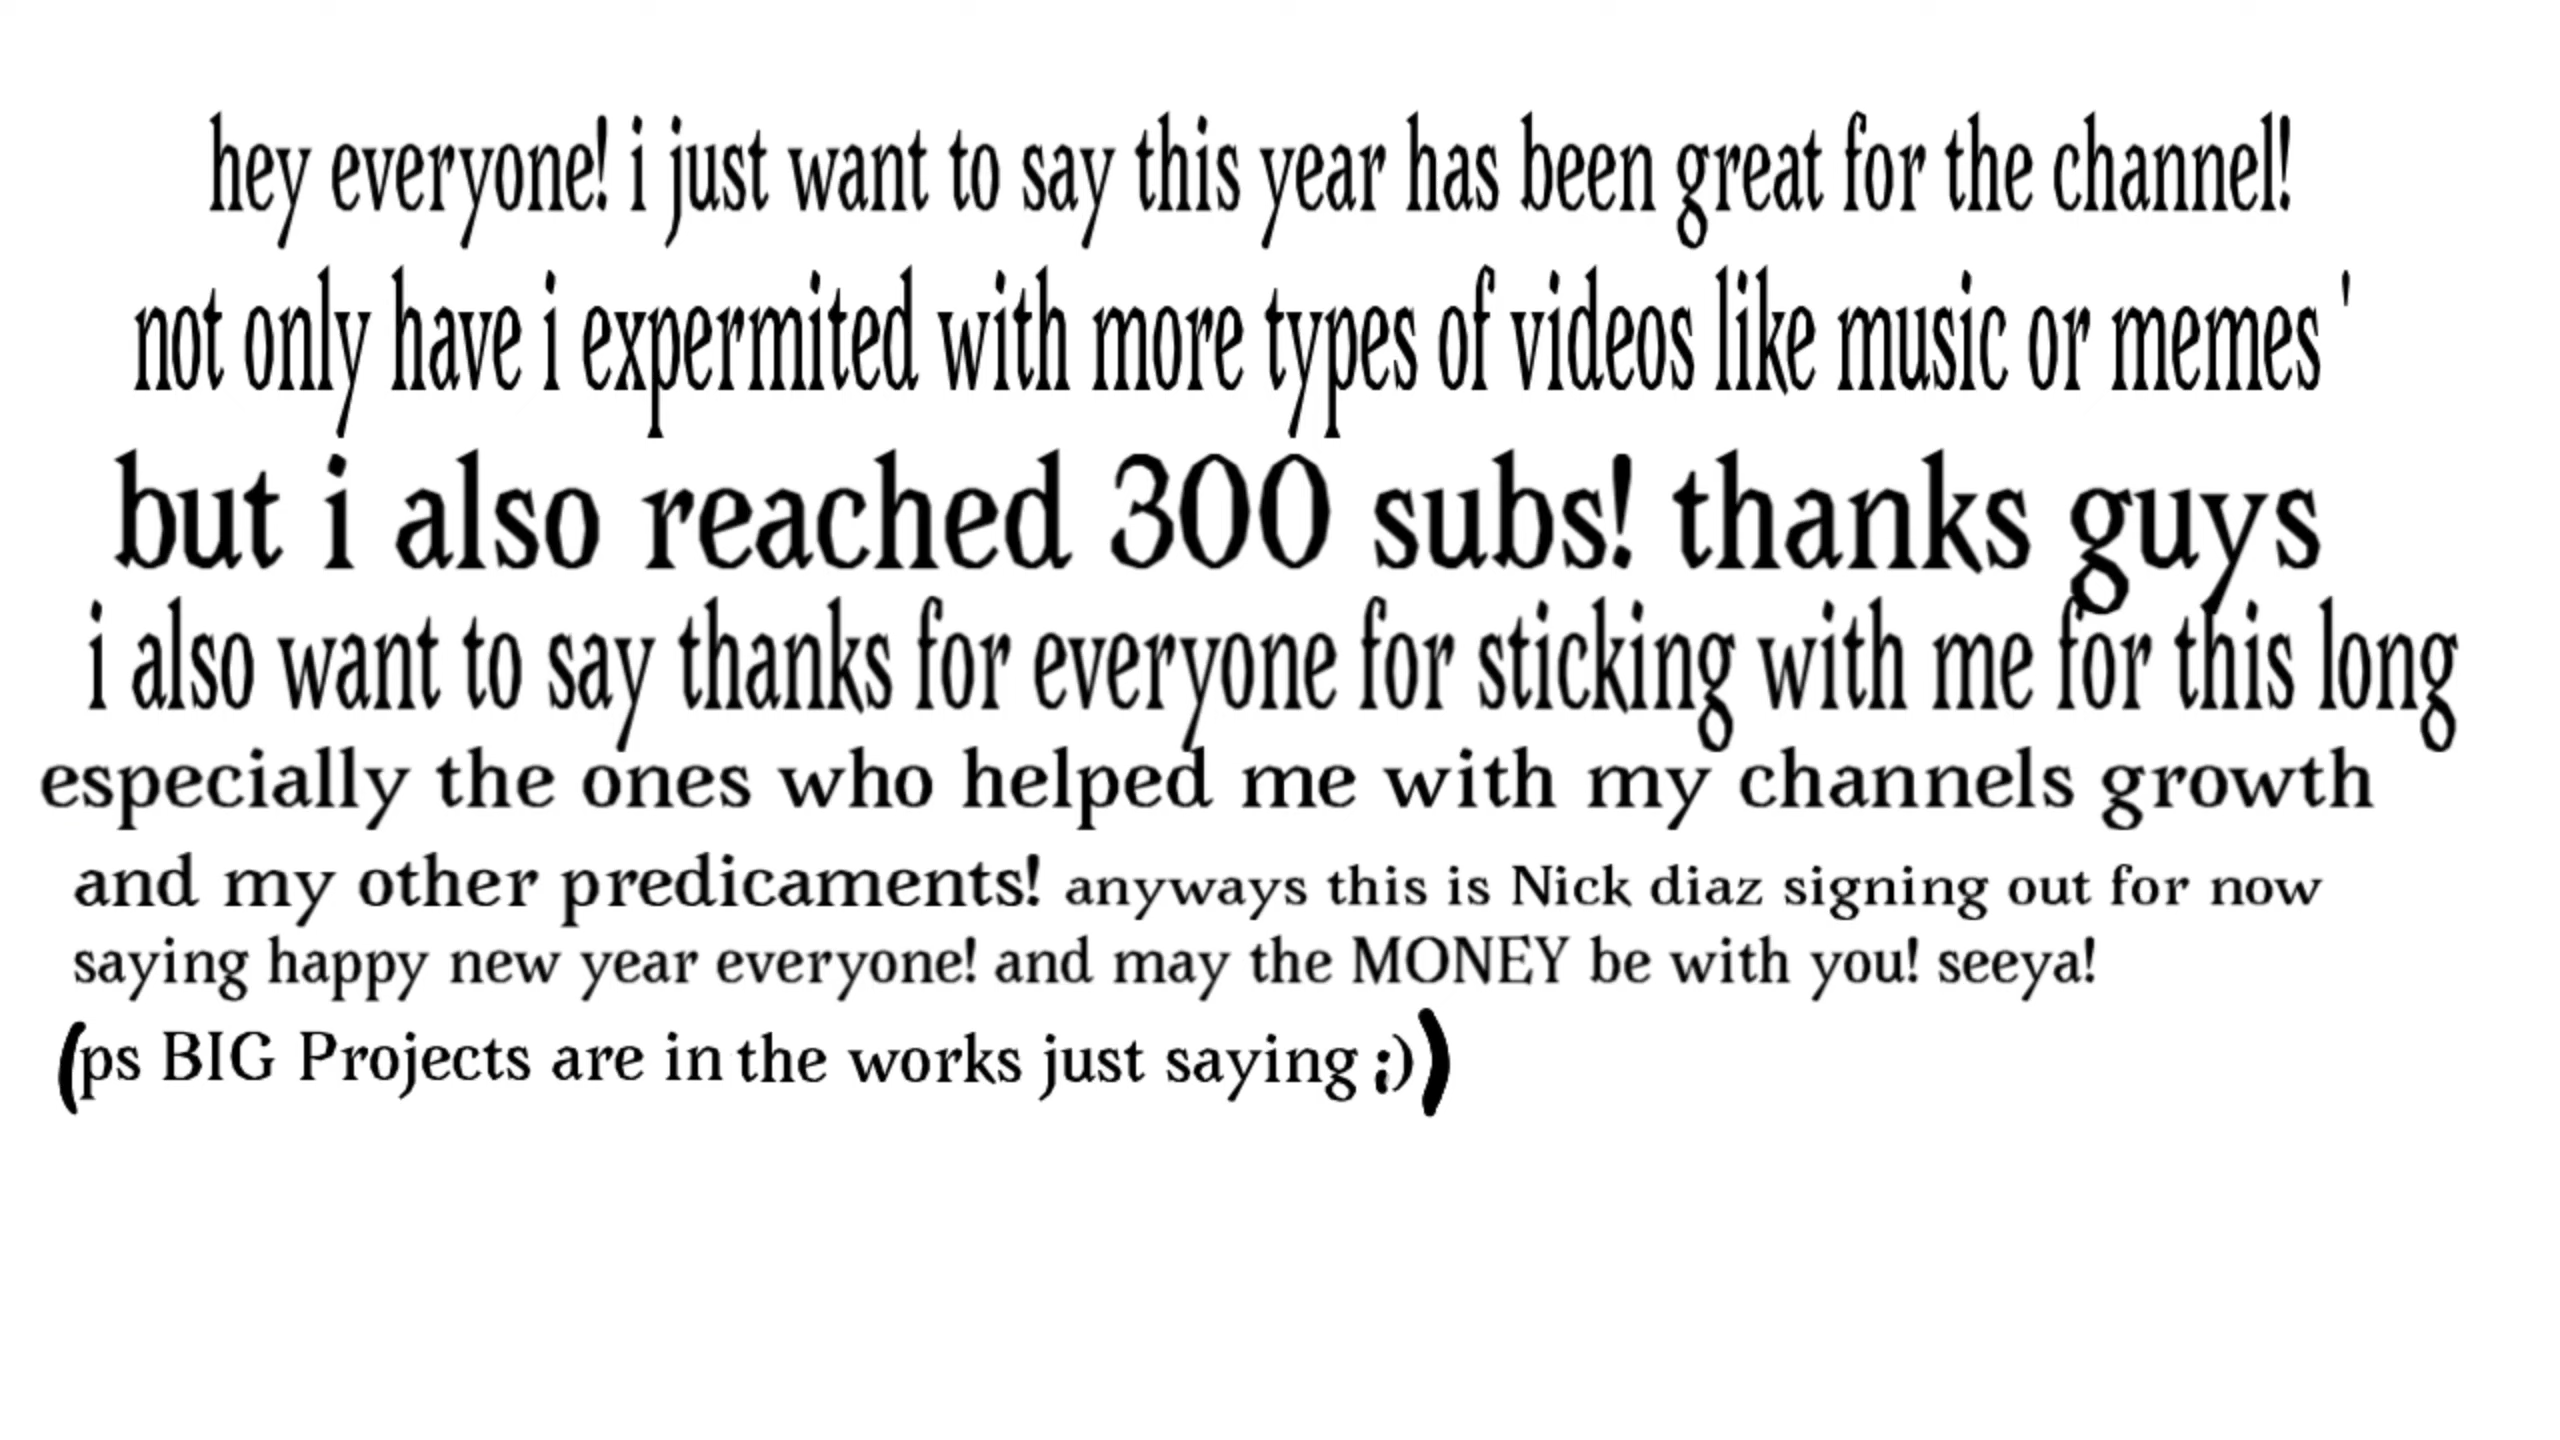 hey everyone! i just want to say this year has been great for the channel!
not only have i expermited with more types of videos like music or memes '
but i also reached 300 subs! thanks guys
i also want to say thanks for everyone for sticking with me for this long
especially the ones who helped me with my channels growth
and my other predicaments! anyways this is Nick diaz signing out for now
saying happy new year everyone! and may the MONEY be with you! seeya!
(ps BIG Projects are in the works just saying ;))